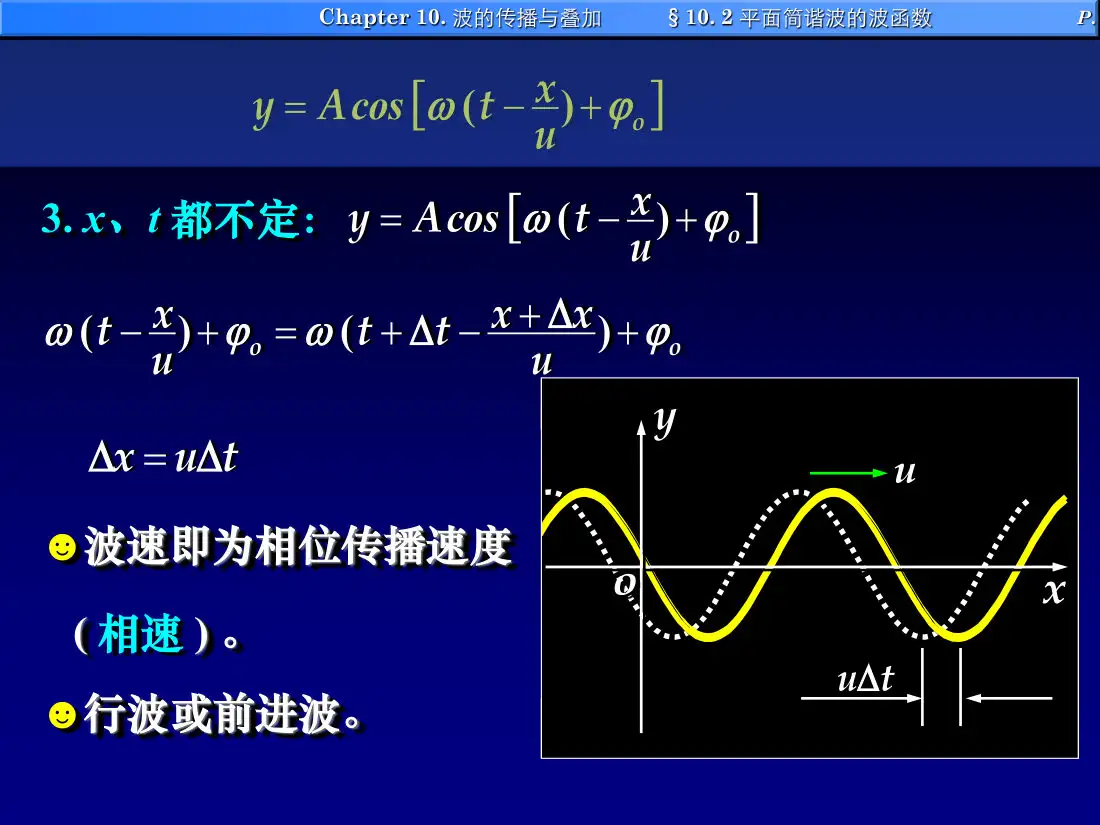 Chapter 10. 波的传播与叠加 §10. 2 平面简谐波的波函数 P.
y = A cos[ω(t − x/u) + φo]
3. x、t 都不定： y = A cos[ω(t − x/u) + φo]
ω(t − x/u) + φo = ω(t + Δt − (x + Δx)/u) + φo
Δx = uΔt
波速即为相位传播速度
(相速)。
行波或前进波。
y
u
o
x
uΔt